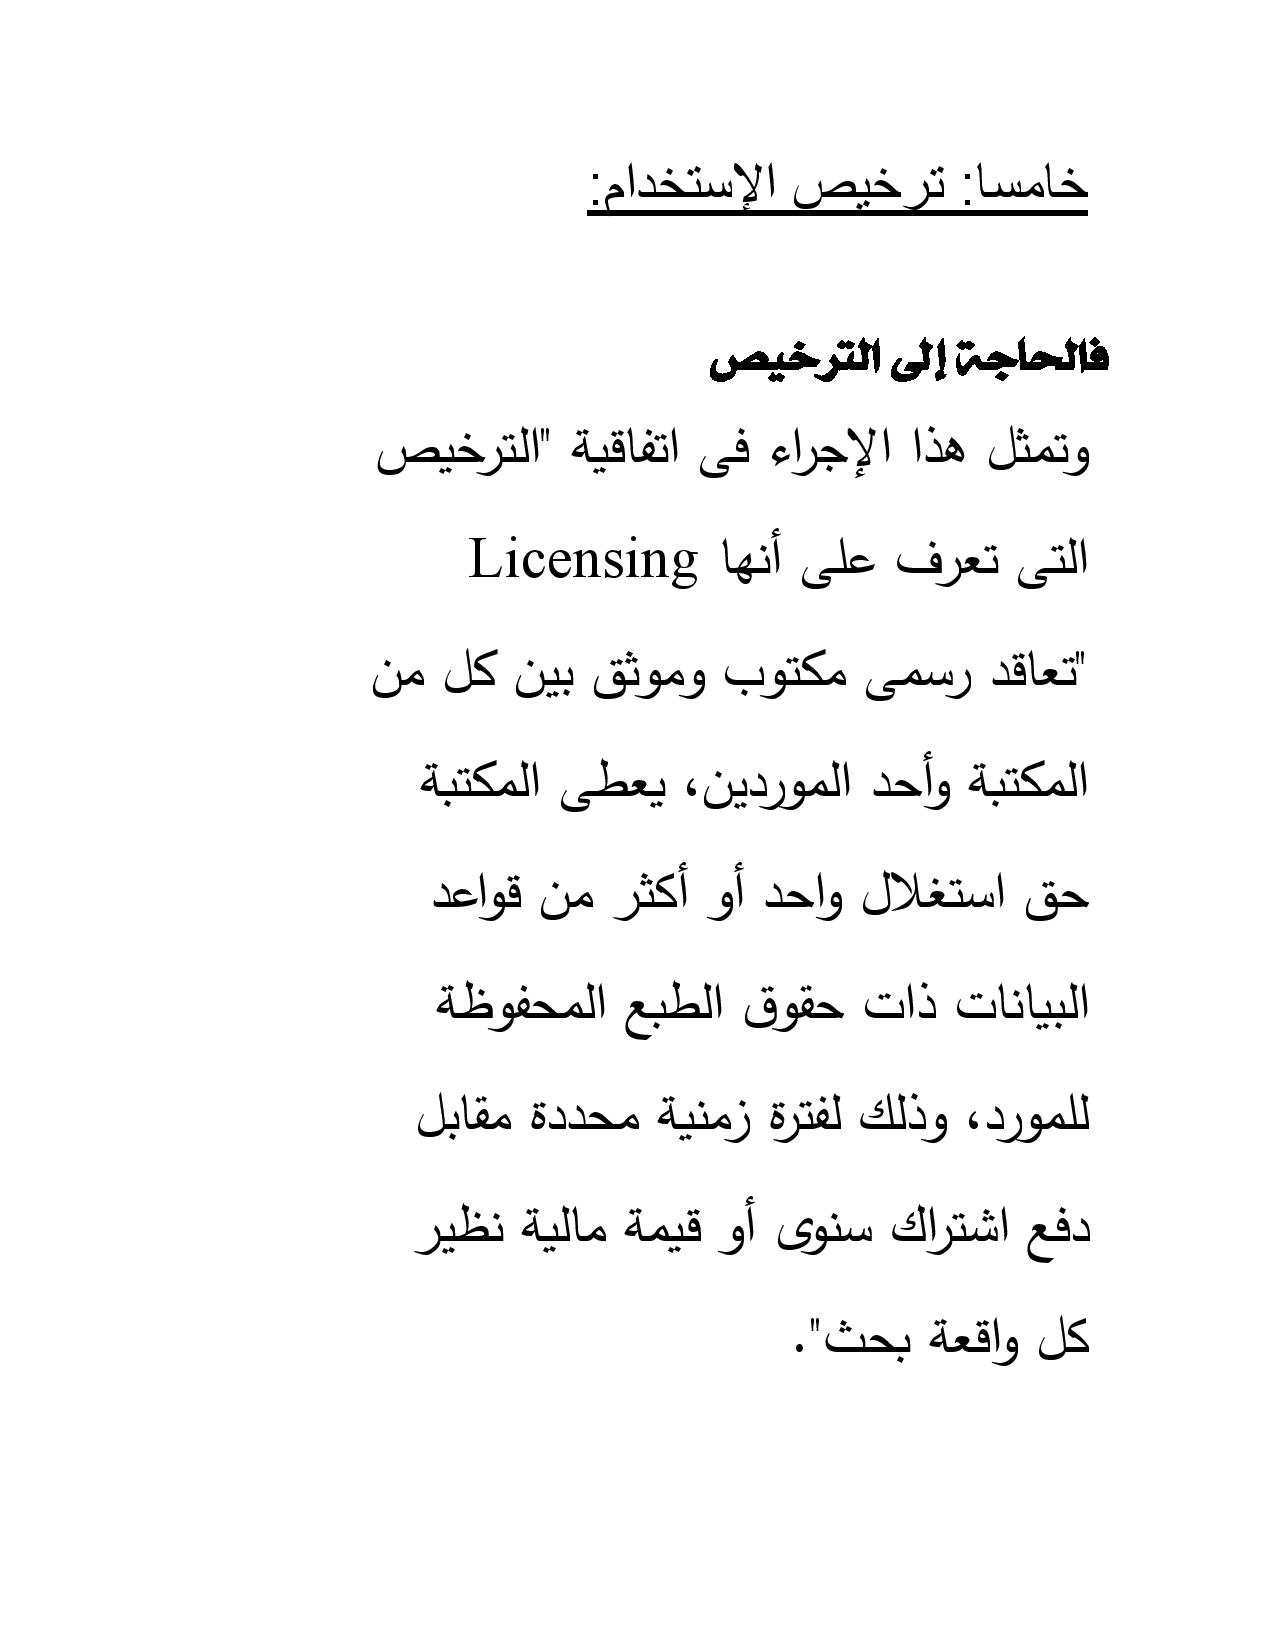 خامسا: ترخيص الإستخدام:
فالحاجة إلى الترخيص
وتمثل هذا الإجراء فى اتفاقية "الترخيص
التى تعرف على أنها Licensing
"تعاقد رسمى مكتوب وموثق بين كل من
المكتبة وأحد الموردين، يعطى المكتبة
حق استغلال واحد أو أكثر من قواعد
البيانات ذات حقوق الطبع المحفوظة
للمورد، وذلك لفترة زمنية محددة مقابل
دفع اشتراك سنوى أو قيمة مالية نظير
كل واقعة بحث".